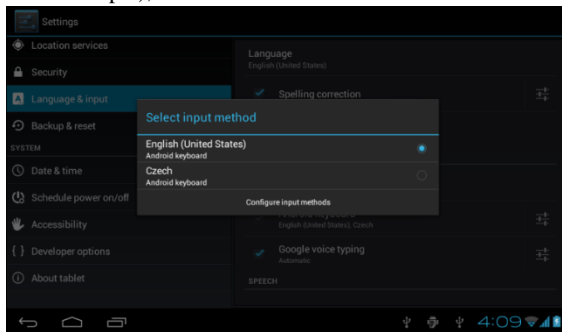 Settings
Location services
Security
Language & input
Backup & reset
SYSTEM
Date & time
Schedule power on/off
Accessibility
{ } Developer options
About tablet
Language
English (United States)
Spelling correction
Select input method
English (United States)
Android keyboard
Czech
Android keyboard
Configure input methods
Android keyboard
English (United States), Czech
Google voice typing
Automatic
SPEECH
4:09